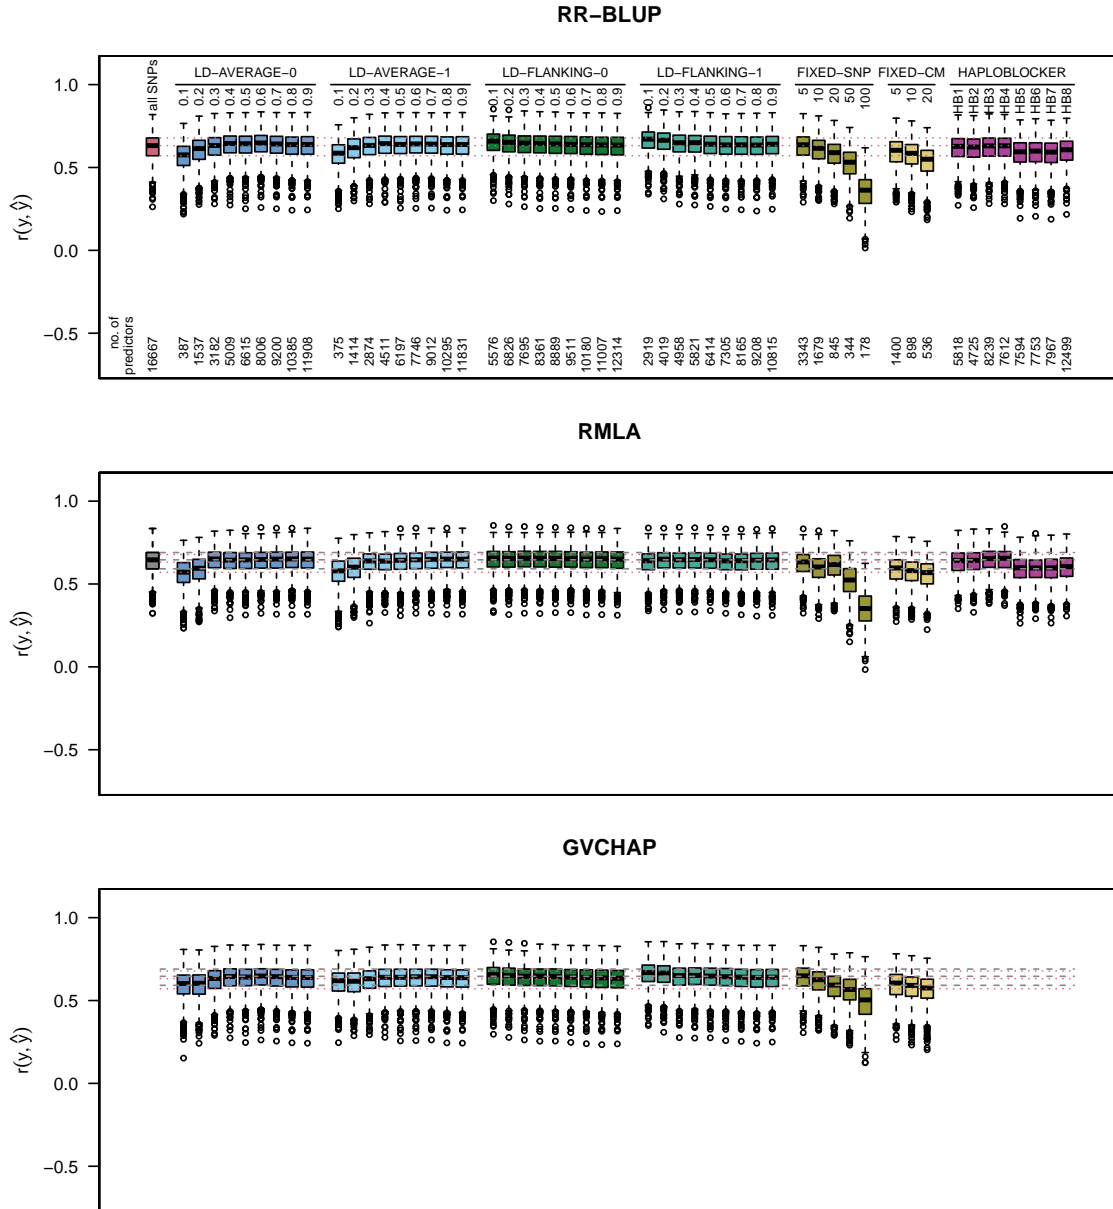 RR−BLUP
all SNPs
LD−AVERAGE−0
LD−AVERAGE−1
LD−FLANKING−0
LD−FLANKING−1
FIXED−SNP
FIXED−CM
HAPLOBLOCKER
0.1 0.2 0.3 0.4 0.5 0.6 0.7 0.8 0.9
0.1 0.2 0.3 0.4 0.5 0.6 0.7 0.8 0.9
0.1 0.2 0.3 0.4 0.5 0.6 0.7 0.8 0.9
0.1 0.2 0.3 0.4 0.5 0.6 0.7 0.8 0.9
5 10 20 50 100
5 10 20
HB1 HB2 HB3 HB4 HB5 HB6 HB7 HB8
1.0
0.5
0.0
−0.5
r(y, ŷ)
no. of
predictors
16667
387 1537 3182 5009 6615 8006 9200 10385 11908
375 1414 2874 4511 6197 7746 9012 10295 11831
5576 6826 7695 8361 8889 9511 10180 11007 12314
2919 4019 4958 5821 6414 7305 8165 9208 10815
3343 1679 845 344 178
1400 898 536
5818 4725 8239 7612 7594 7753 7967 12499
RMLA
1.0
0.5
0.0
−0.5
r(y, ŷ)
GVCHAP
1.0
0.5
0.0
−0.5
r(y, ŷ)